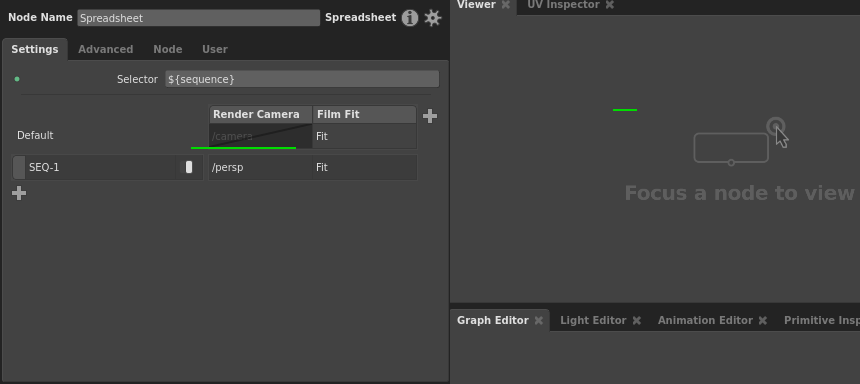 Node Name Spreadsheet Spreadsheet
Settings Advanced Node User
Selector ${sequence}
Render Camera Film Fit
Default /camera Fit
SEQ-1 /persp Fit
Viewer UV Inspector
Focus a node to view
Graph Editor Light Editor Animation Editor Primitive Insp